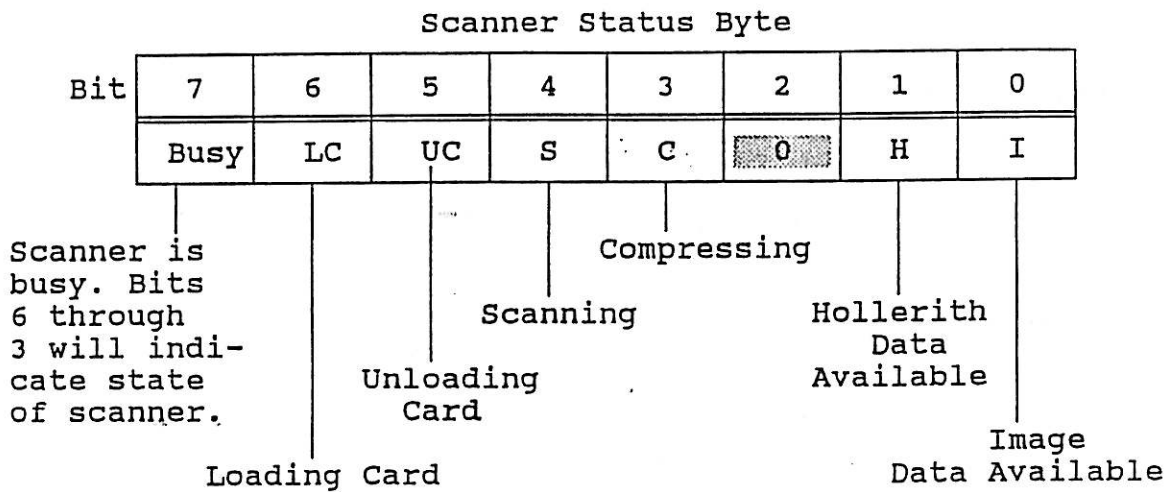 Scanner Status Byte
Bit 7 6 5 4 3 2 1 0
Busy LC UC S C 0 H I
Scanner is
busy. Bits
6 through
3 will indi-
cate state
of scanner.
Loading Card
Unloading
Card
Scanning
Compressing
Hollerith
Data
Available
Image
Data Available